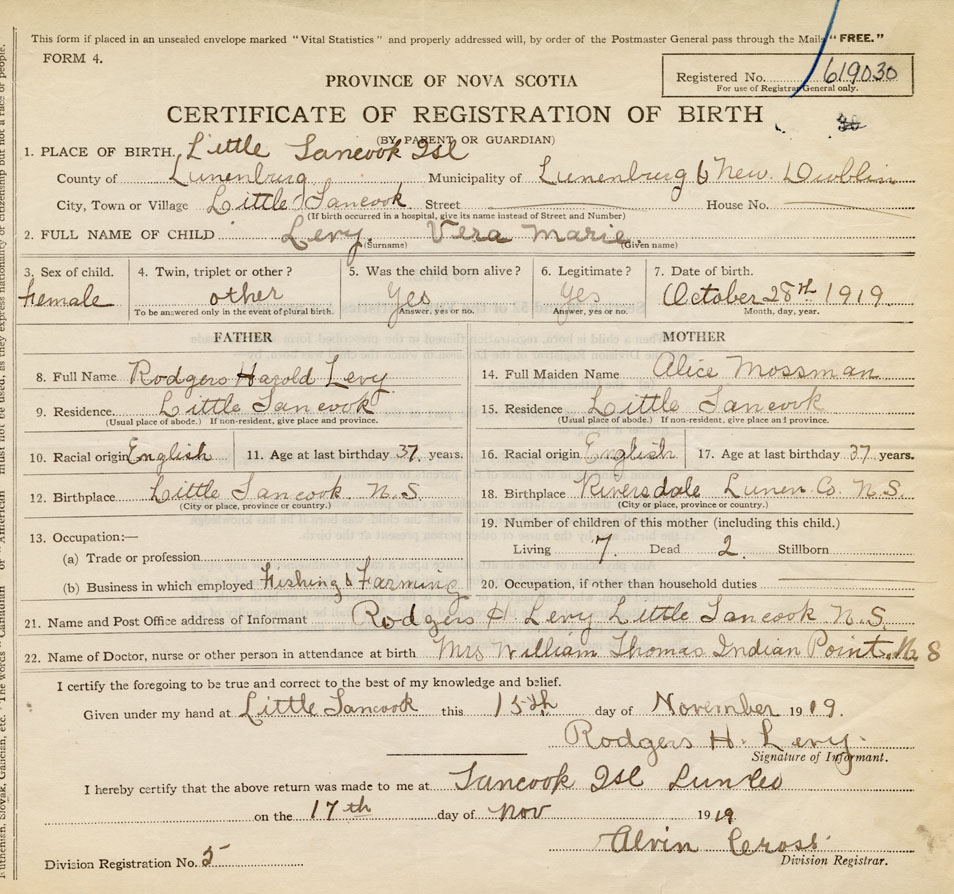 This form if placed in an unsealed envelope marked "Vital Statistics" and properly addressed will, by order of the Postmaster General pass through the Mails "FREE."
FORM 4.
PROVINCE OF NOVA SCOTIA
Registered No. 619030
For use of Registrar General only.
CERTIFICATE OF REGISTRATION OF BIRTH
(BY PARENT OR GUARDIAN)
1. PLACE OF BIRTH. Little Tancook Isl
County of Lunenburg Municipality of Lunenburg & New Dublin
City, Town or Village Little Tancook Street House No.
(If birth occurred in a hospital, give its name instead of Street and Number)
2. FULL NAME OF CHILD Levy, Vera Marie
(Surname) (Given name)
3. Sex of child. 4. Twin, triplet or other? 5. Was the child born alive? 6. Legitimate? 7. Date of birth.
female other Yes Yes October 28th 1919
To be answered only in the event of plural birth. Answer, yes or no. Answer, yes or no. Month, day, year.
FATHER
8. Full Name Rodgers Harold Levy
9. Residence. Little Tancook
(Usual place of abode.) If non-resident, give place and province.
10. Racial origin English 11. Age at last birthday 37 years.
12. Birthplace Little Tancook N.S.
(City or place, province or country.)
13. Occupation:—
(a) Trade or profession
(b) Business in which employed Fishing & Farming
MOTHER
14. Full Maiden Name Alice Mossman
15. Residence Little Tancook
(Usual place of abode.) If non-resident, give place and province.
16. Racial origin English 17. Age at last birthday 37 years.
18. Birthplace Riversdale Lunen. Co. N.S.
(City or place, province or country.)
19. Number of children of this mother (including this child.)
Living 7. Dead 2. Stillborn
20. Occupation, if other than household duties
21. Name and Post Office address of Informant Rodgers H Levy Little Tancook N.S.
22. Name of Doctor, nurse or other person in attendance at birth Mrs William Thomas Indian Point. N. S
I certify the foregoing to be true and correct to the best of my knowledge and belief.
Given under my hand at Little Tancook this 15th day of November 1919.
Rodgers H. Levy.
Signature of Informant.
I hereby certify that the above return was made to me at Tancook Isl Lun Co
on the 17th day of Nov 1919
Alvin Cross
Division Registrar.
Division Registration No. 5